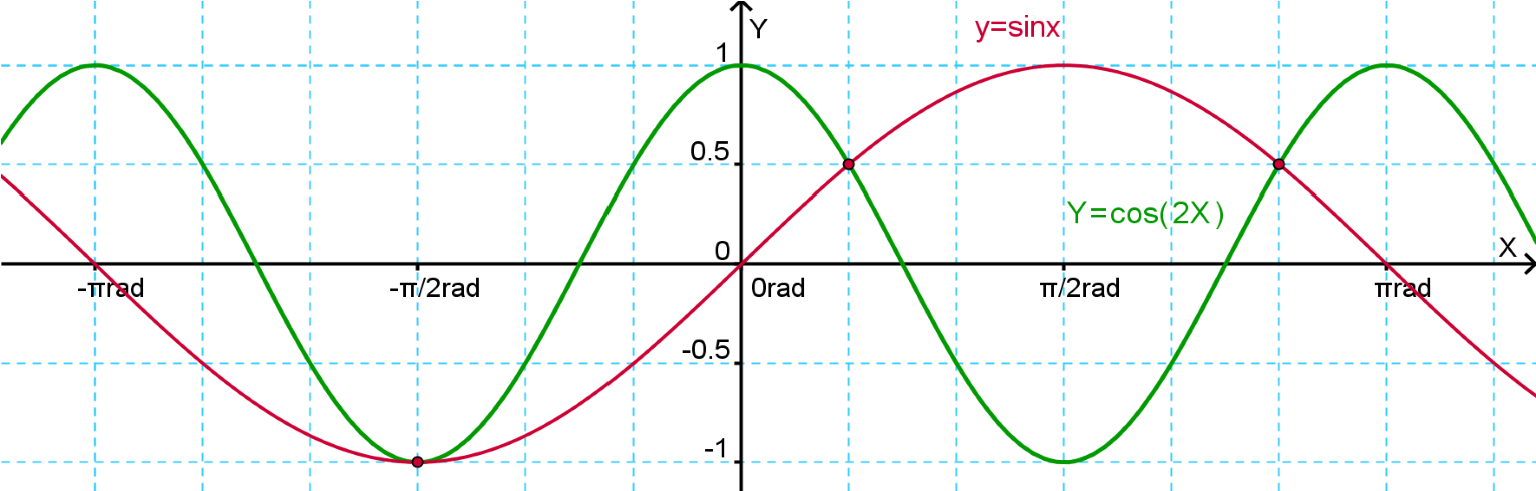 y=sinx
Y
1
0.5
Y=cos(2X)
0
X
-πrad
-π/2rad
0rad
π/2rad
πrad
-0.5
-1